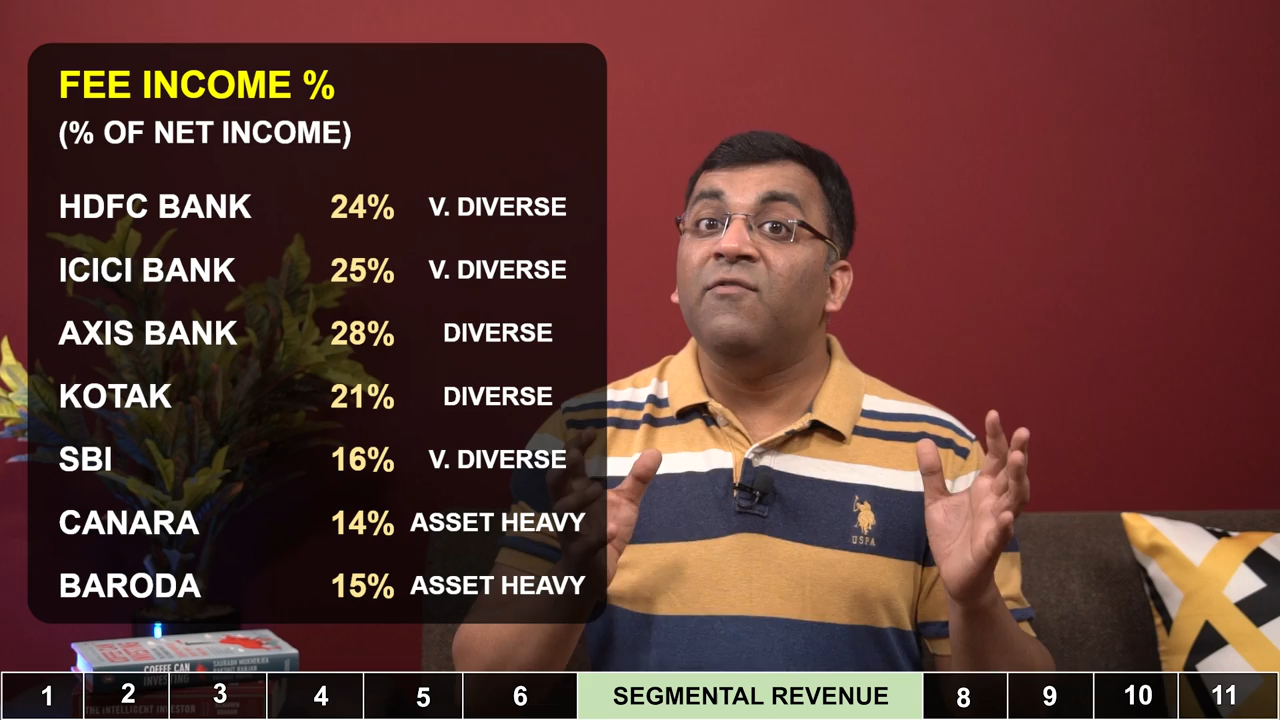 FEE INCOME %
(% OF NET INCOME)
HDFC BANK 24% V. DIVERSE
ICICI BANK 25% V. DIVERSE
AXIS BANK 28% DIVERSE
KOTAK 21% DIVERSE
SBI 16% V. DIVERSE
CANARA 14% ASSET HEAVY
BARODA 15% ASSET HEAVY
USPA
COFFEE CAN
INVESTING
SAURABH MUKHERJEA
THE INTELLIGENT INVESTOR
1 2 3 4 5 6 SEGMENTAL REVENUE 8 9 10 11